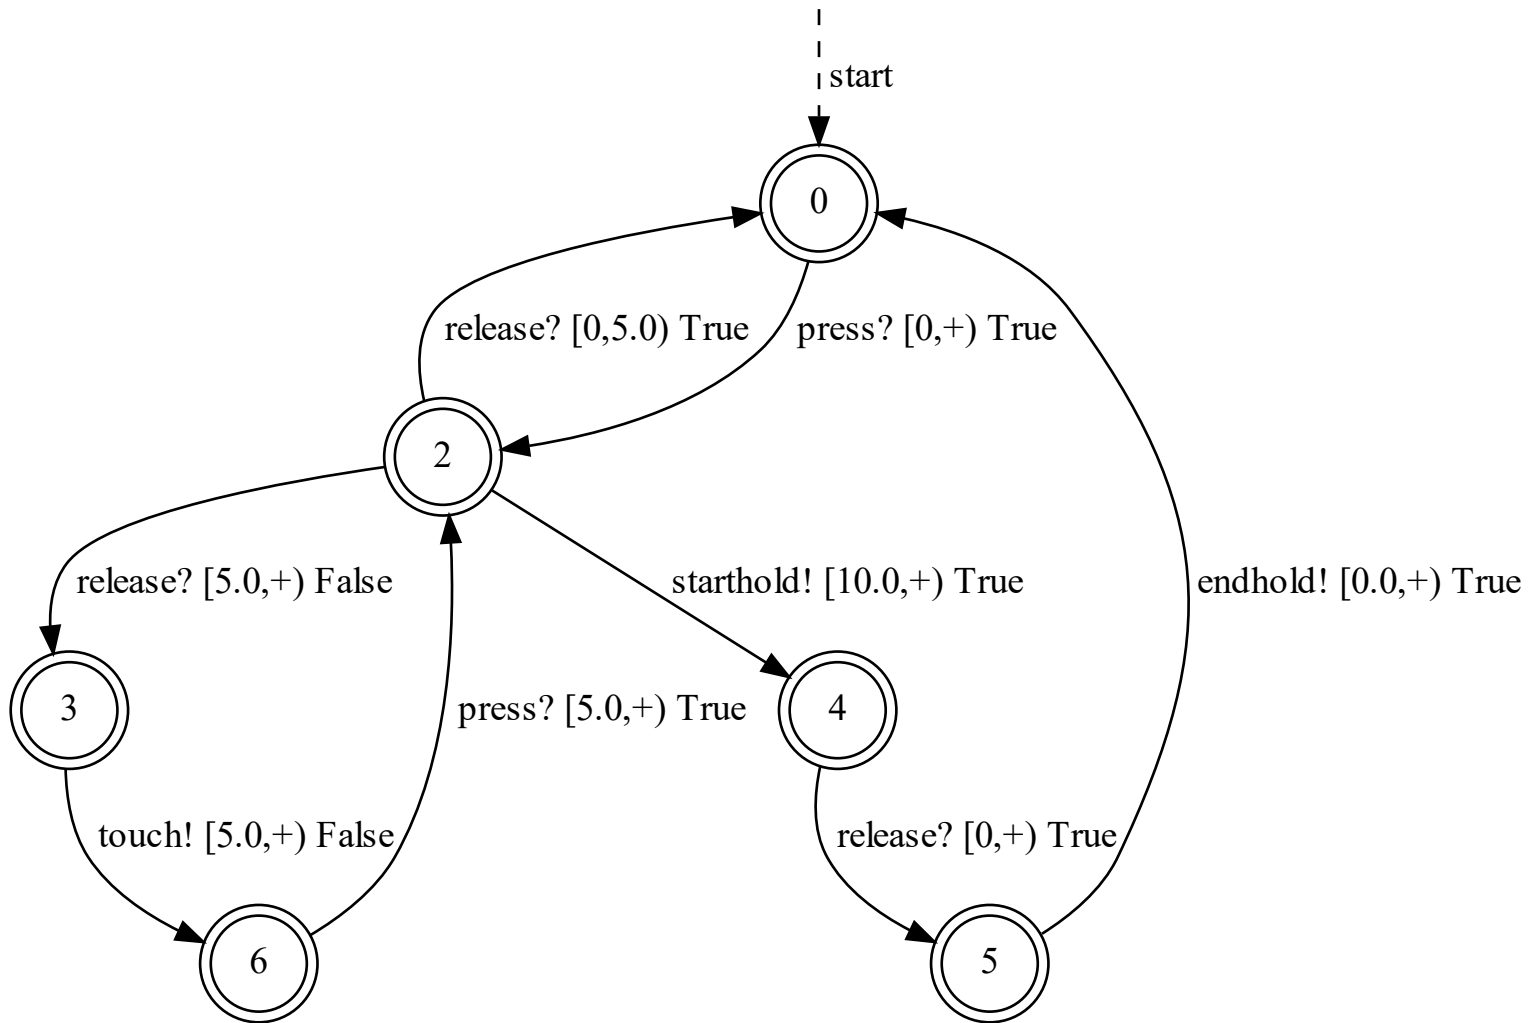 start
0
release? [0,5.0) True
press? [0,+) True
2
release? [5.0,+) False
starthold! [10.0,+) True
endhold! [0.0,+) True
3
press? [5.0,+) True
4
touch! [5.0,+) False
release? [0,+) True
6
5